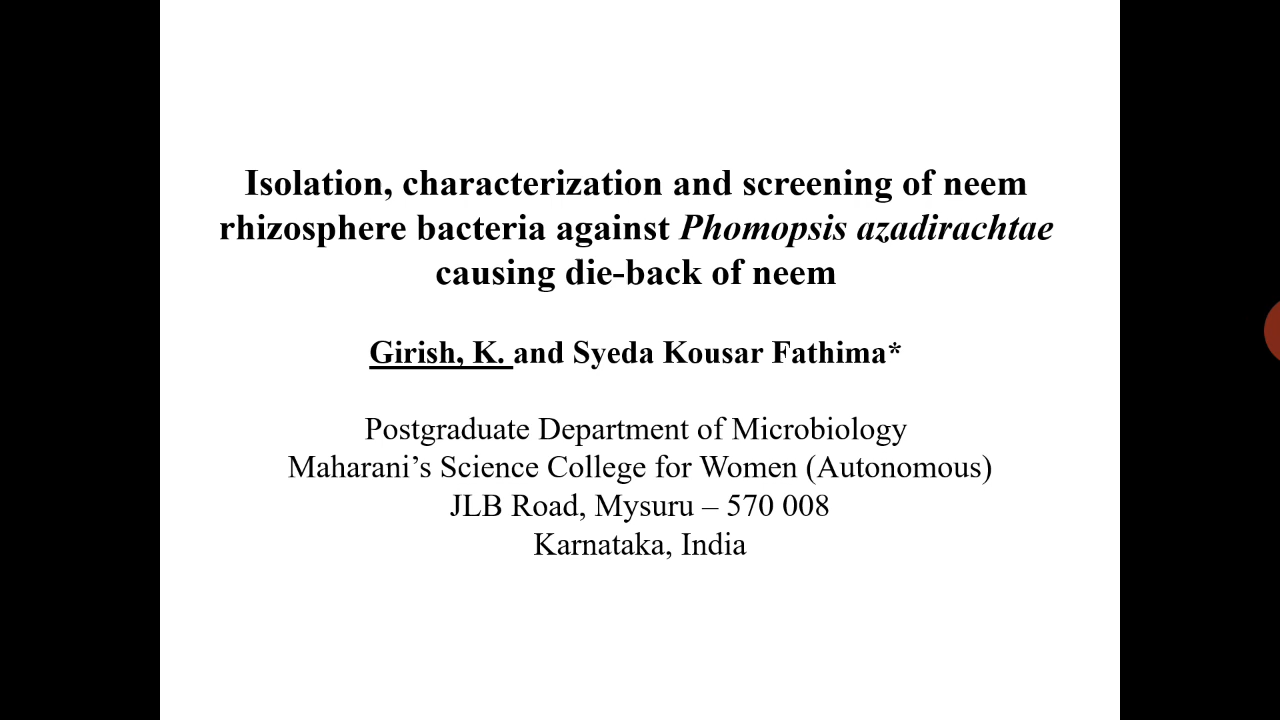 Isolation, characterization and screening of neem
rhizosphere bacteria against Phomopsis azadirachtae
causing die-back of neem
Girish, K. and Syeda Kousar Fathima*
Postgraduate Department of Microbiology
Maharani’s Science College for Women (Autonomous)
JLB Road, Mysuru – 570 008
Karnataka, India